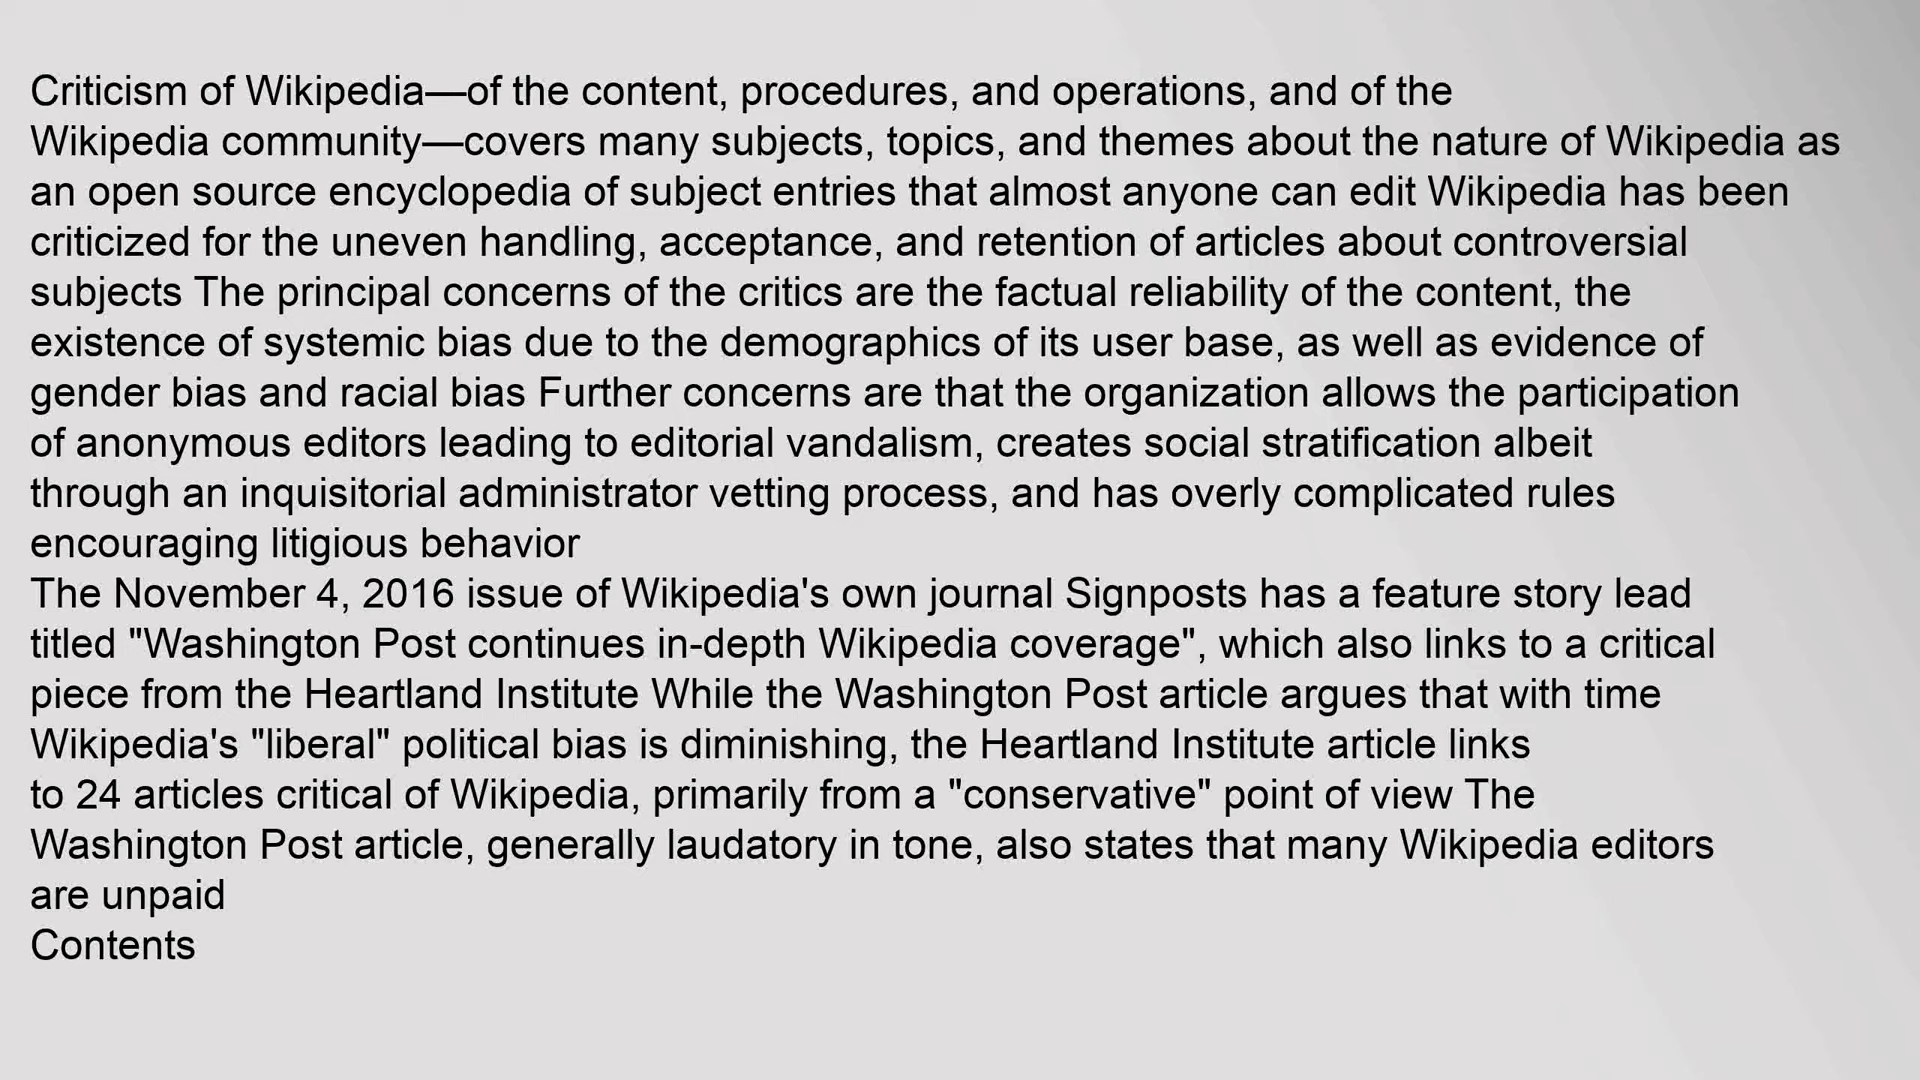 Criticism of Wikipedia—of the content, procedures, and operations, and of the
Wikipedia community—covers many subjects, topics, and themes about the nature of Wikipedia as
an open source encyclopedia of subject entries that almost anyone can edit Wikipedia has been
criticized for the uneven handling, acceptance, and retention of articles about controversial
subjects The principal concerns of the critics are the factual reliability of the content, the
existence of systemic bias due to the demographics of its user base, as well as evidence of
gender bias and racial bias Further concerns are that the organization allows the participation
of anonymous editors leading to editorial vandalism, creates social stratification albeit
through an inquisitorial administrator vetting process, and has overly complicated rules
encouraging litigious behavior
The November 4, 2016 issue of Wikipedia's own journal Signposts has a feature story lead
titled "Washington Post continues in-depth Wikipedia coverage", which also links to a critical
piece from the Heartland Institute While the Washington Post article argues that with time
Wikipedia's "liberal" political bias is diminishing, the Heartland Institute article links
to 24 articles critical of Wikipedia, primarily from a "conservative" point of view The
Washington Post article, generally laudatory in tone, also states that many Wikipedia editors
are unpaid
Contents